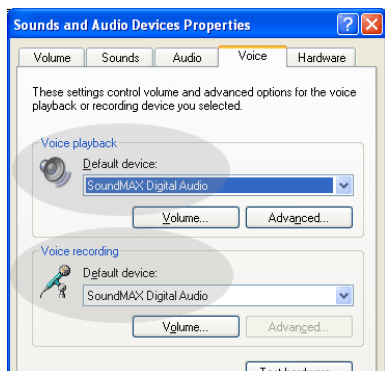 Sounds and Audio Devices Properties
Volume Sounds Audio Voice Hardware
These settings control volume and advanced options for the voice
playback or recording device you selected.
Voice playback
Default device:
SoundMAX Digital Audio
Volume... Advanced...
Voice recording
Default device:
SoundMAX Digital Audio
Volume... Advanced...
Test hardware...